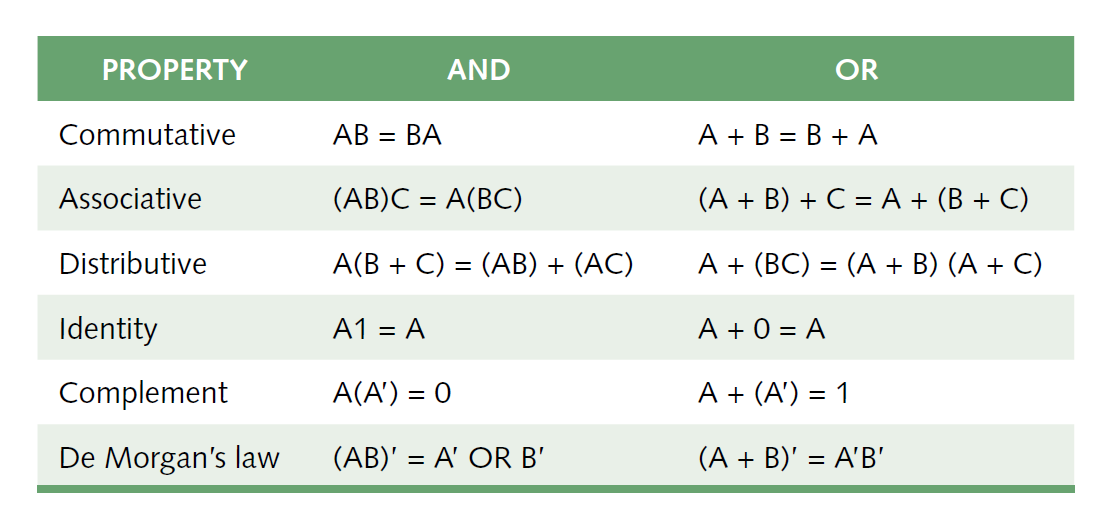 PROPERTY AND OR
Commutative AB = BA A + B = B + A
Associative (AB)C = A(BC) (A + B) + C = A + (B + C)
Distributive A(B + C) = (AB) + (AC) A + (BC) = (A + B) (A + C)
Identity A1 = A A + 0 = A
Complement A(A′) = 0 A + (A′) = 1
De Morgan’s law (AB)′ = A′ OR B′ (A + B)′ = A′B′